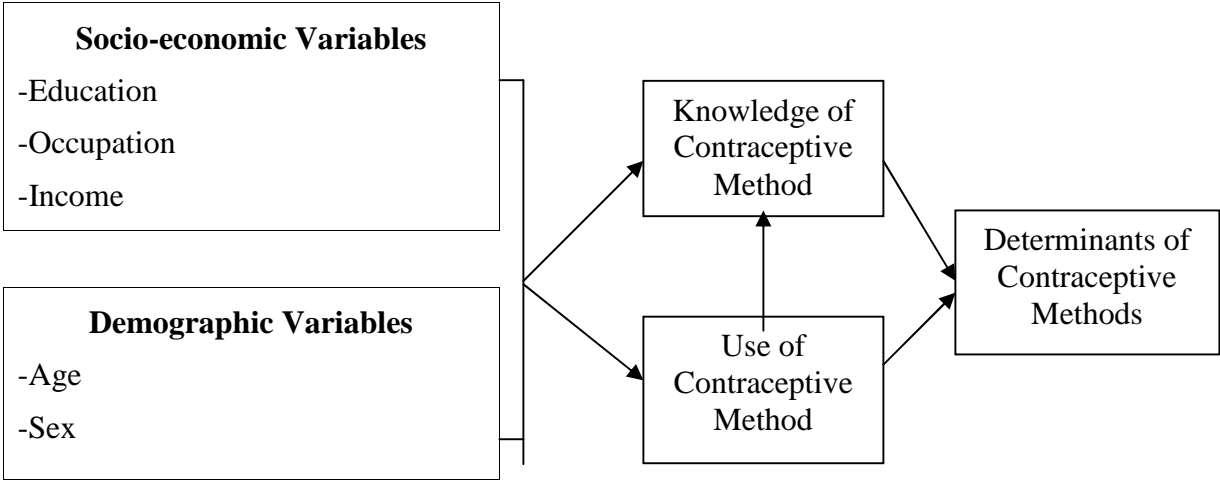 Socio-economic Variables
-Education
-Occupation
-Income
Demographic Variables
-Age
-Sex
Knowledge of
Contraceptive
Method
Use of
Contraceptive
Method
Determinants of
Contraceptive
Methods